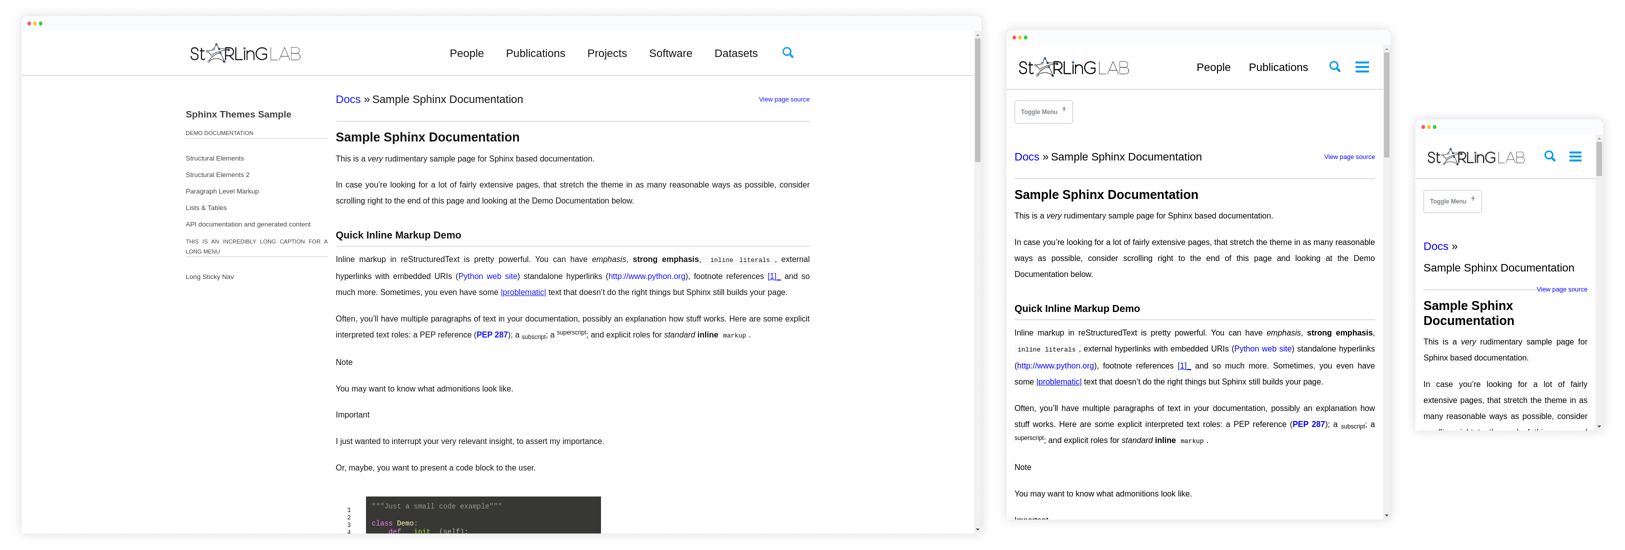 StARLinG LAB
People Publications Projects Software Datasets
Sphinx Themes Sample
DEMO DOCUMENTATION
Structural Elements
Structural Elements 2
Paragraph Level Markup
Lists & Tables
API documentation and generated content
THIS IS AN INCREDIBLY LONG CAPTION FOR A
LONG MENU
Long Sticky Nav
Docs » Sample Sphinx Documentation
View page source
Sample Sphinx Documentation
This is a very rudimentary sample page for Sphinx based documentation.
In case you’re looking for a lot of fairly extensive pages, that stretch the theme in as many reasonable ways as possible, consider
scrolling right to the end of this page and looking at the Demo Documentation below.
Quick Inline Markup Demo
Inline markup in reStructuredText is pretty powerful. You can have emphasis, strong emphasis, inline literals , external
hyperlinks with embedded URIs (Python web site) standalone hyperlinks (http://www.python.org), footnote references [1]_ and so
much more. Sometimes, you even have some |problematic| text that doesn’t do the right things but Sphinx still builds your page.
Often, you’ll have multiple paragraphs of text in your documentation, possibly an explanation how stuff works. Here are some explicit
interpreted text roles: a PEP reference (PEP 287); a subscript; a superscript; and explicit roles for standard inline markup .
Note
You may want to know what admonitions look like.
Important
I just wanted to interrupt your very relevant insight, to assert my importance.
Or, maybe, you want to present a code block to the user.
1
2
3
4
"""Just a small code example"""
class Demo:
def __init__(self):
StARLinG LAB
People Publications
Toggle Menu +
Docs » Sample Sphinx Documentation
View page source
Sample Sphinx Documentation
This is a very rudimentary sample page for Sphinx based documentation.
In case you’re looking for a lot of fairly extensive pages, that stretch the theme in as many reasonable
ways as possible, consider scrolling right to the end of this page and looking at the Demo
Documentation below.
Quick Inline Markup Demo
Inline markup in reStructuredText is pretty powerful. You can have emphasis, strong emphasis,
inline literals , external hyperlinks with embedded URIs (Python web site) standalone hyperlinks
(http://www.python.org), footnote references [1]_ and so much more. Sometimes, you even have
some |problematic| text that doesn’t do the right things but Sphinx still builds your page.
Often, you’ll have multiple paragraphs of text in your documentation, possibly an explanation how
stuff works. Here are some explicit interpreted text roles: a PEP reference (PEP 287); a subscript; a
superscript; and explicit roles for standard inline markup .
Note
You may want to know what admonitions look like.
Important
StARLinG LAB
Toggle Menu +
Docs »
Sample Sphinx Documentation
View page source
Sample Sphinx
Documentation
This is a very rudimentary sample page for
Sphinx based documentation.
In case you’re looking for a lot of fairly
extensive pages, that stretch the theme in as
many reasonable ways as possible, consider